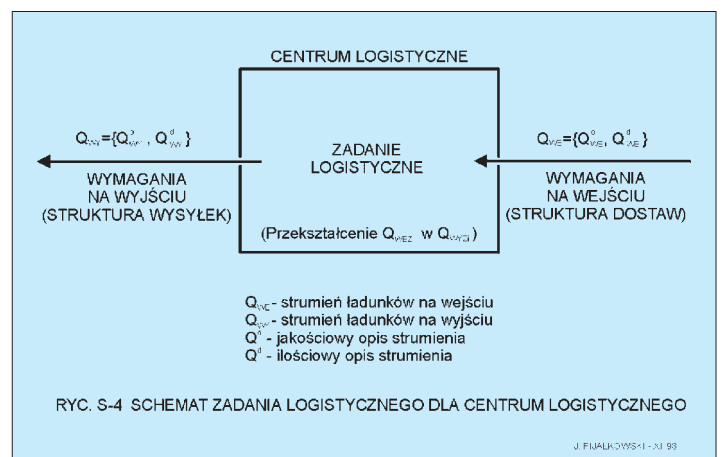 CENTRUM LOGISTYCZNE
Q_WY={Q^o_WY, Q^d_WY}
WYMAGANIA
NA WYJŚCIU
(STRUKTURA WYSYŁEK)
ZADANIE
LOGISTYCZNE
(Przekształcenie Q_WEZ w Q_WYZi)
Q_WE={Q^o_WE, Q^d_WE}
WYMAGANIA
NA WEJŚCIU
(STRUKTURA DOSTAW)
Q_WE - strumień ładunków na wejściu
Q_WY - strumień ładunków na wyjściu
Q^o - jakościowy opis strumienia
Q^d - ilościowy opis strumienia
RYC. S-4 SCHEMAT ZADANIA LOGISTYCZNEGO DLA CENTRUM LOGISTYCZNEGO
J. FIJAŁKOWSKI - XI 93